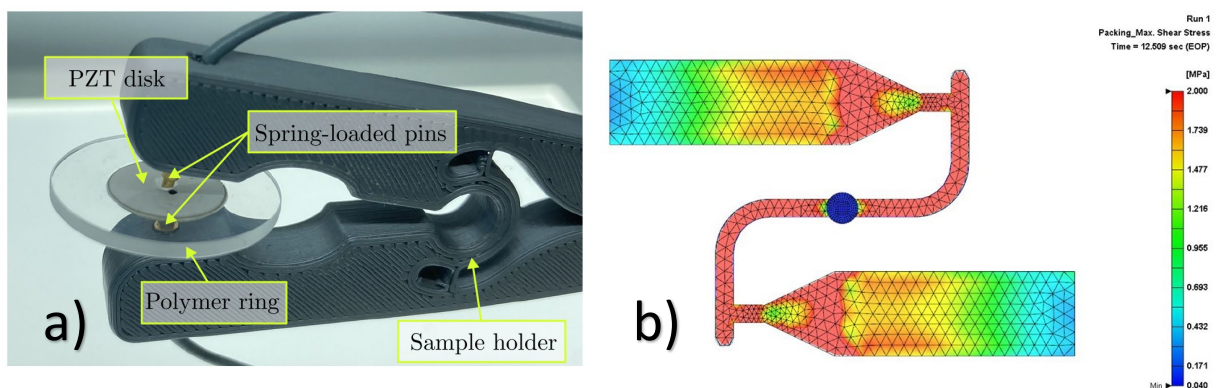 PZT disk
Spring-loaded pins
Polymer ring
Sample holder
a)
b)
Run 1
Packing_Max. Shear Stress
Time = 12.509 sec (EOP)
[MPa]
2.000
1.739
1.477
1.216
0.955
0.693
0.432
0.171
Min
0.040